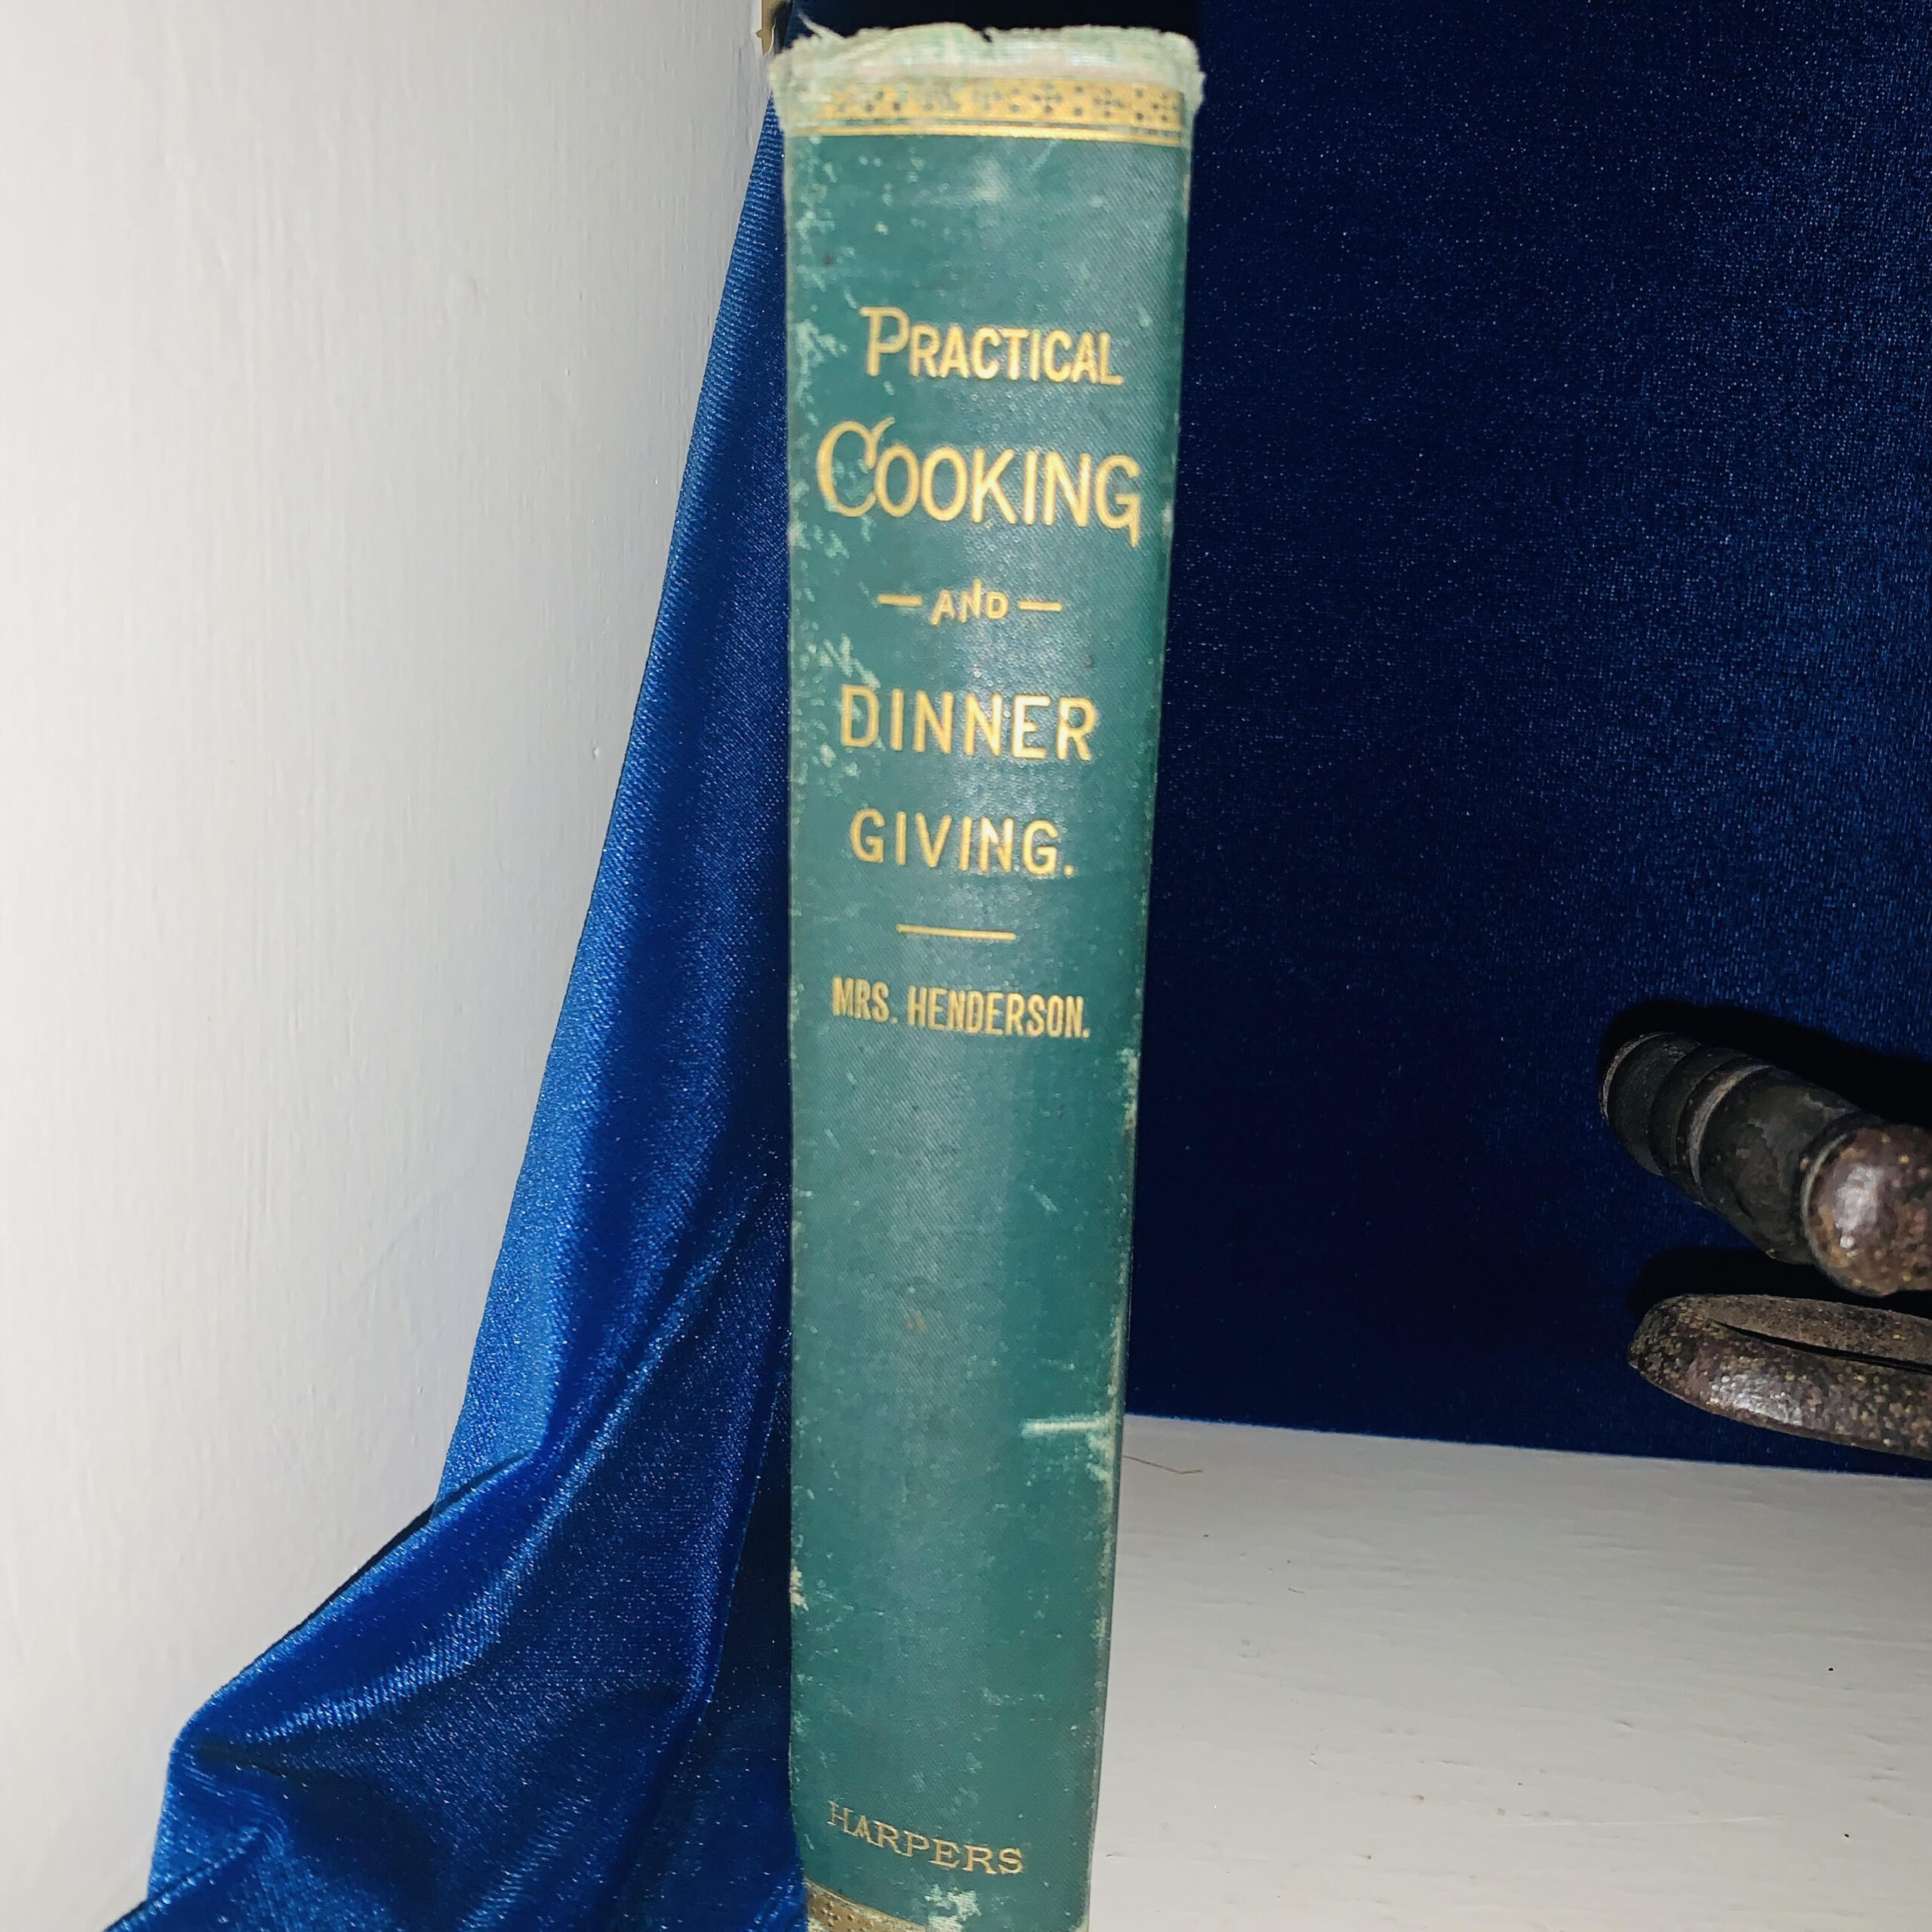 PRACTICAL
COOKING
—AND—
DINNER
GIVING.
MRS. HENDERSON.
HARPERS